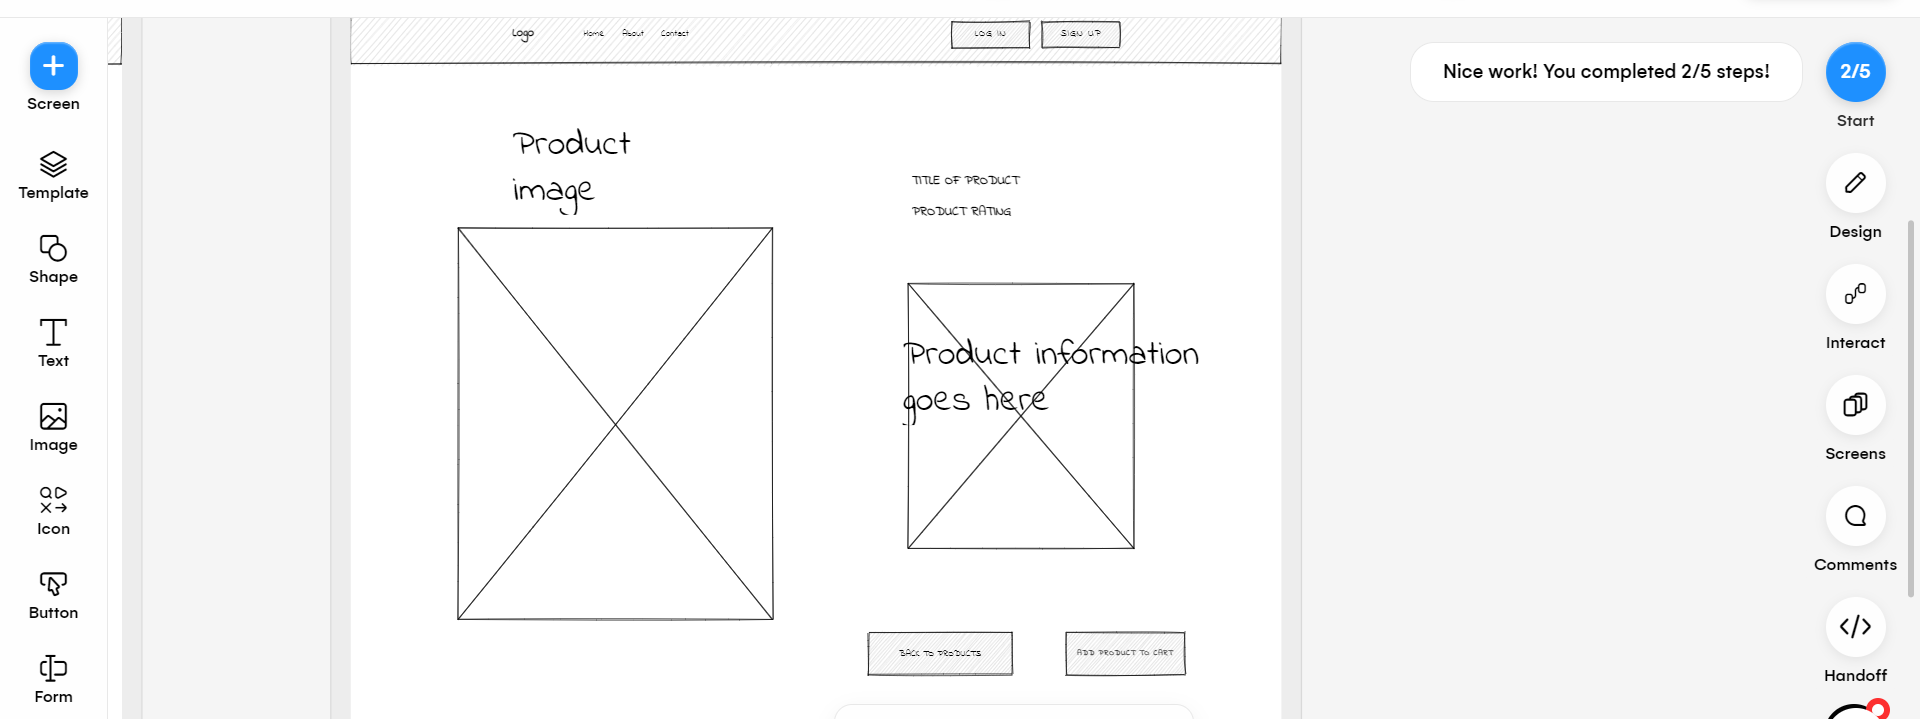 Logo
Home
About
Contact
LOG IN
SIGN UP
Nice work! You completed 2/5 steps!
2/5
Start
Screen
Template
Shape
Text
Image
Icon
Button
Form
Product
image
TITLE OF PRODUCT
PRODUCT RATING
Product information
goes here
BACK TO PRODUCTS
ADD PRODUCT TO CART
Design
Interact
Screens
Comments
Handoff